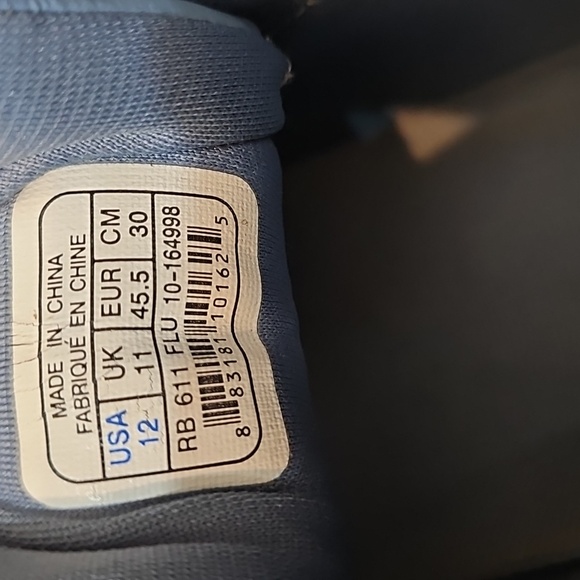 MADE IN CHINA
FABRIQUÉ EN CHINE
USA UK EUR CM
12 11 45.5 30
RB 611 FLU 10-164998
8 83181 10162 5